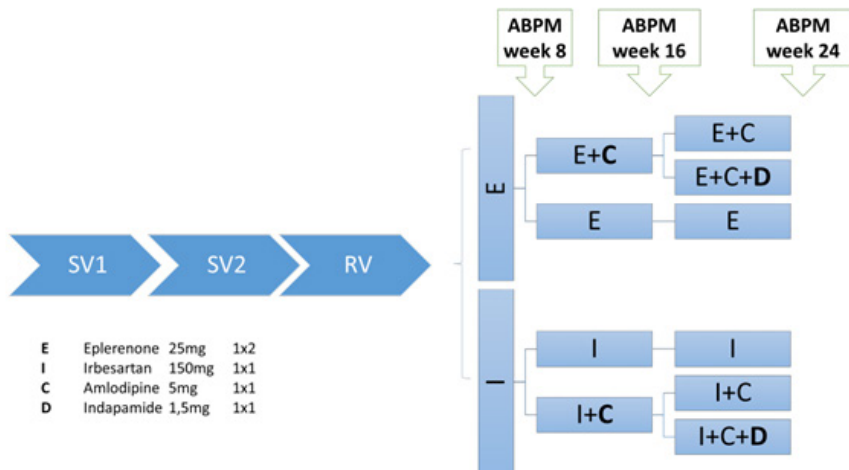 ABPM
week 8
ABPM
week 16
ABPM
week 24
SV1
SV2
RV
E
E+C
E
E+C
E+C+D
E
I
I
I+C
I
I+C
I+C+D
E Eplerenone 25mg 1x2
I Irbesartan 150mg 1x1
C Amlodipine 5mg 1x1
D Indapamide 1,5mg 1x1